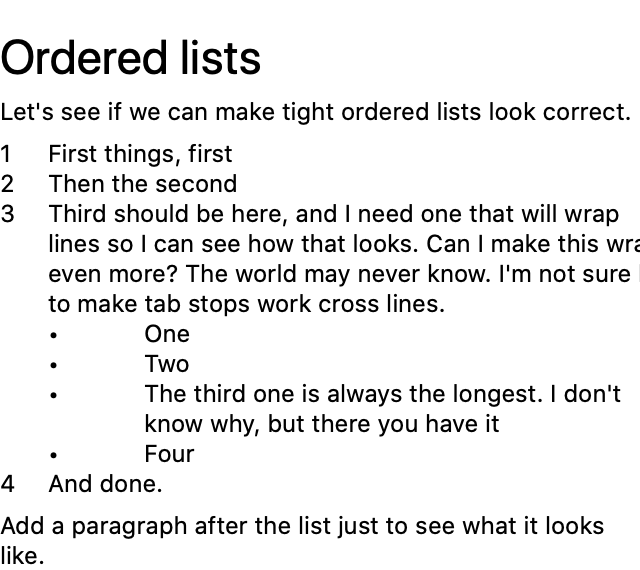 Ordered lists
Let's see if we can make tight ordered lists look correct.
1 First things, first
2 Then the second
3 Third should be here, and I need one that will wrap
lines so I can see how that looks. Can I make this
even more? The world may never know. I'm not sure
to make tab stops work cross lines.
• One
• Two
• The third one is always the longest. I don't
know why, but there you have it
• Four
4 And done.
Add a paragraph after the list just to see what it looks
like.